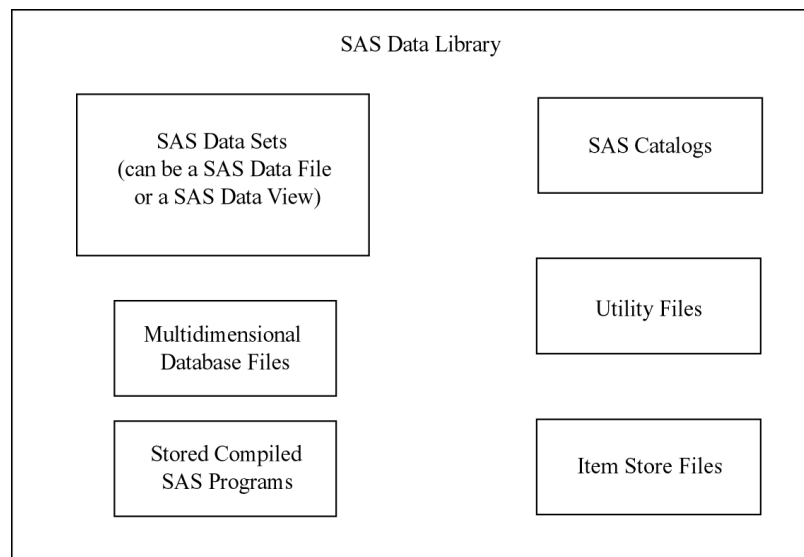 SAS Data Library
SAS Data Sets
(can be a SAS Data File
or a SAS Data View)
SAS Catalogs
Multidimensional
Database Files
Utility Files
Stored Compiled
SAS Programs
Item Store Files